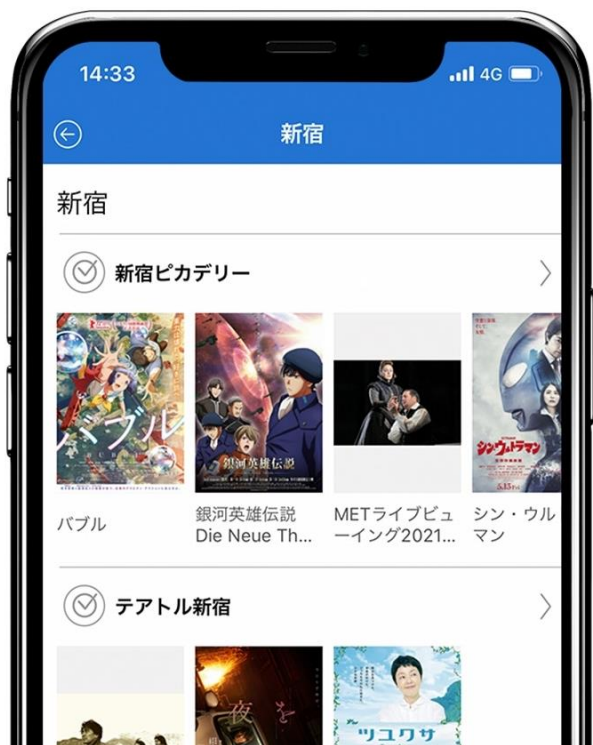 14:33
4G
新宿
新宿
新宿ピカデリー
バブル
銀河英雄伝説
シン・ウルトラマン
5.13 Fri
バブル
銀河英雄伝説
Die Neue Th...
METライブビュ
ーイング2021...
シン・ウル
マン
テアトル新宿
夜を
ツユクサ